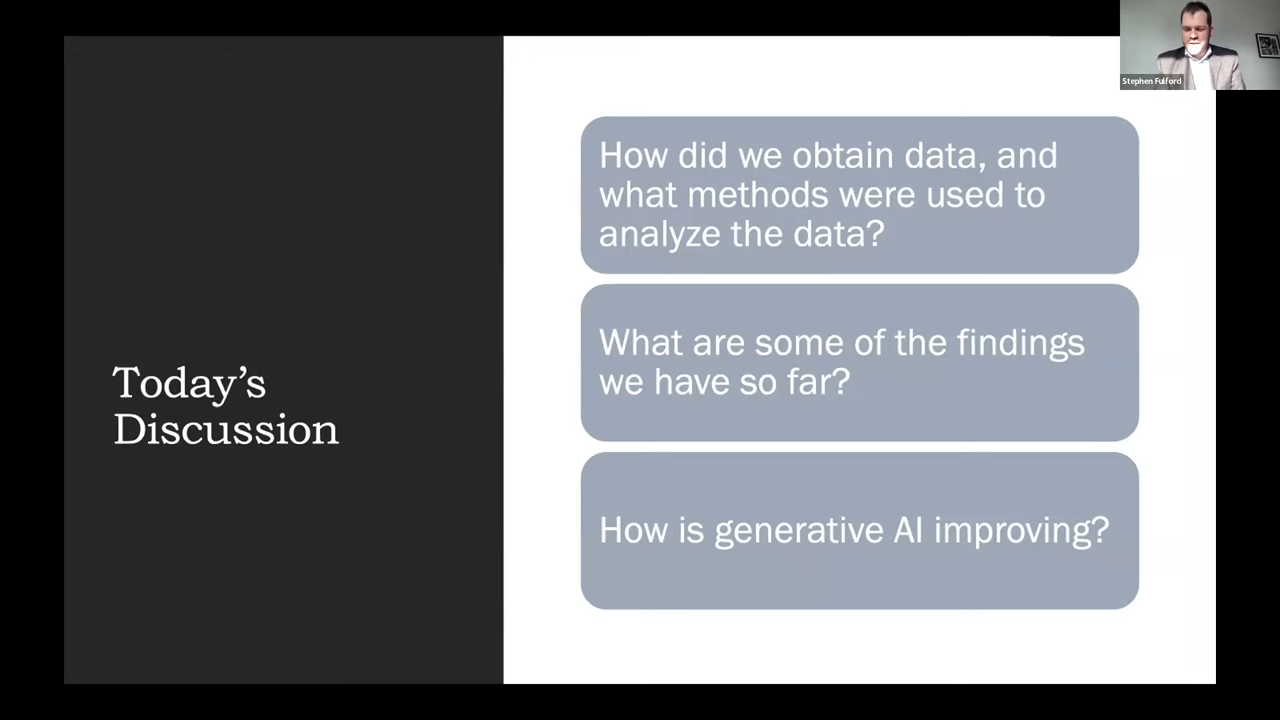 Stephen Fulford
How did we obtain data, and
what methods were used to
analyze the data?
What are some of the findings
we have so far?
How is generative AI improving?
Today’s
Discussion